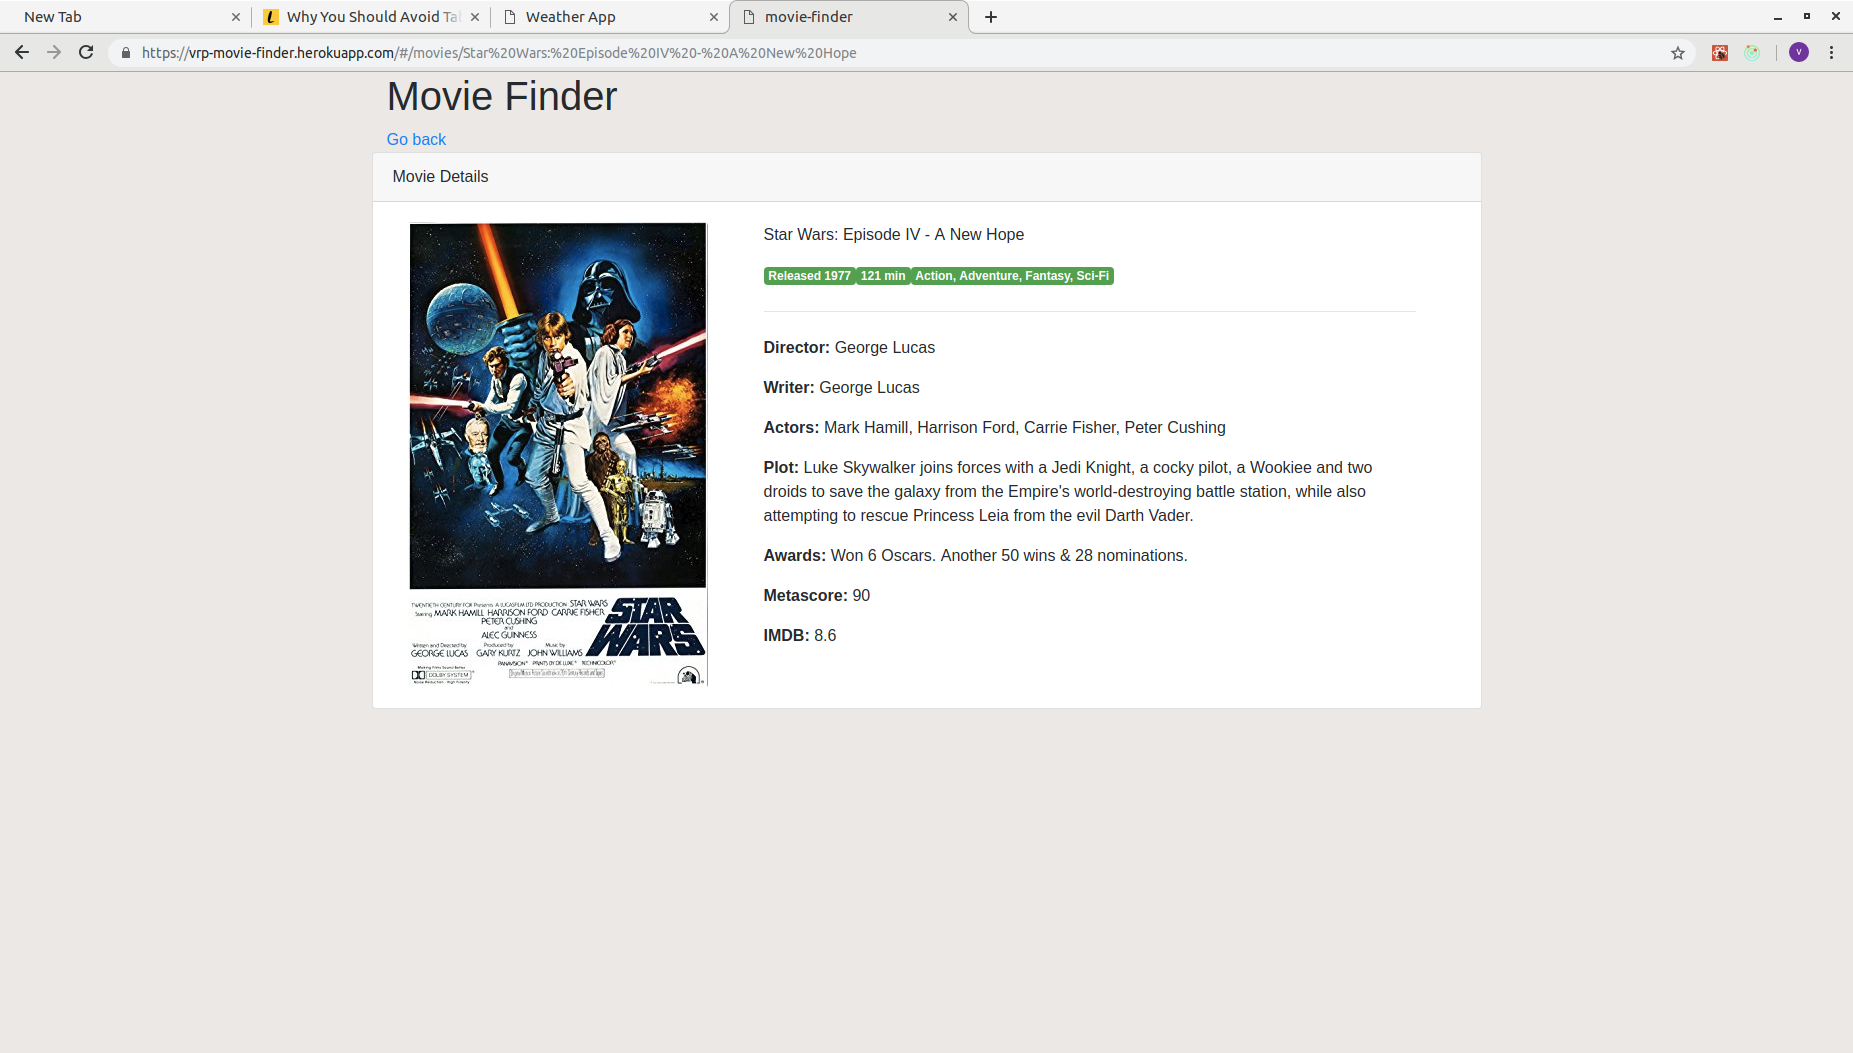 New Tab
Why You Should Avoid Ta
Weather App
movie-finder
https://vrp-movie-finder.herokuapp.com/#/movies/Star%20Wars:%20Episode%20IV%20-%20A%20New%20Hope
V
Movie Finder
Go back
Movie Details
Star Wars: Episode IV - A New Hope
Released 1977 121 min Action, Adventure, Fantasy, Sci-Fi
Director: George Lucas
Writer: George Lucas
Actors: Mark Hamill, Harrison Ford, Carrie Fisher, Peter Cushing
Plot: Luke Skywalker joins forces with a Jedi Knight, a cocky pilot, a Wookiee and two
droids to save the galaxy from the Empire's world-destroying battle station, while also
attempting to rescue Princess Leia from the evil Darth Vader.
Awards: Won 6 Oscars. Another 50 wins & 28 nominations.
Metascore: 90
IMDB: 8.6
TWENTIETH CENTURY-FOX Presents A LUCASFILM LTD PRODUCTION STAR WARS
Starring MARK HAMILL HARRISON FORD CARRIE FISHER
PETER CUSHING
and
ALEC GUINNESS
Written and Directed by
GEORGE LUCAS
Produced by
GARY KURTZ
Music by
JOHN WILLIAMS
PANAVISION® PRINTS BY DE LUXE® TECHNICOLOR®
Making Films Sound Better
DOLBY SYSTEM
Noise Reduction · High Fidelity
STAR
WARS